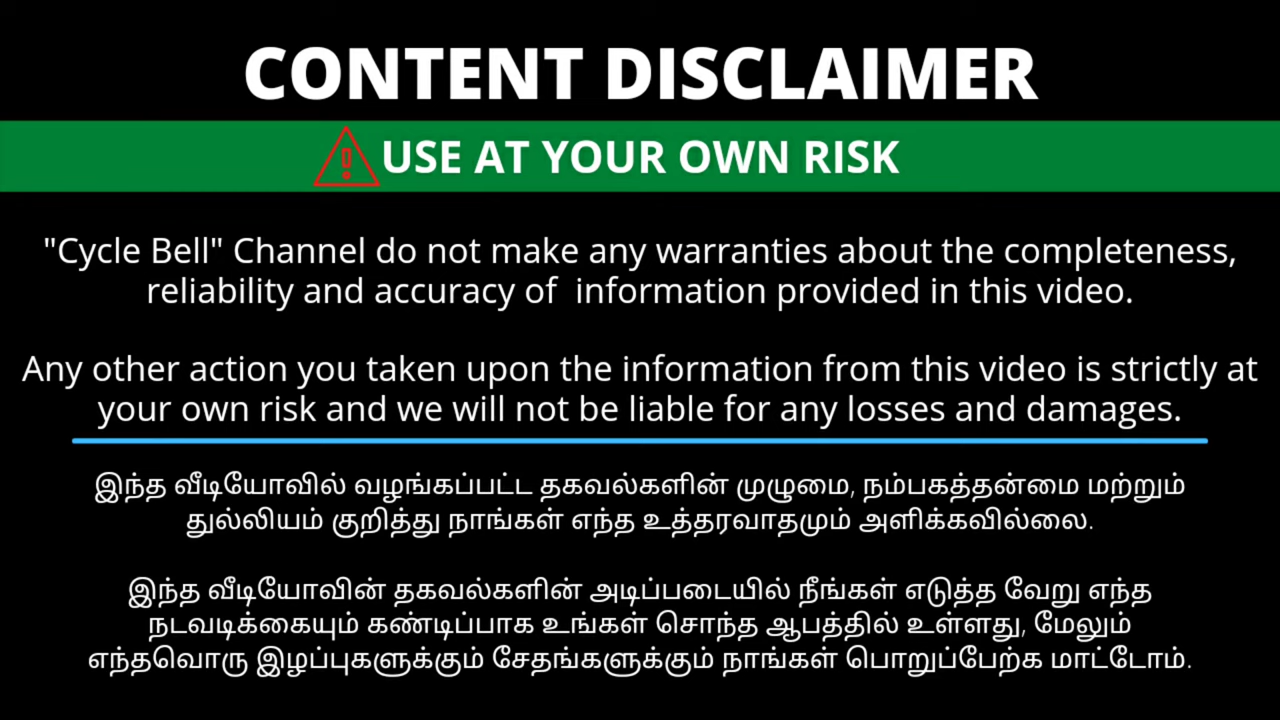 CONTENT DISCLAIMER
USE AT YOUR OWN RISK
"Cycle Bell" Channel do not make any warranties about the completeness,
reliability and accuracy of information provided in this video.
Any other action you taken upon the information from this video is strictly at
your own risk and we will not be liable for any losses and damages.
இந்த வீடியோவில் வழங்கப்பட்ட தகவல்களின் முழுமை, நம்பகத்தன்மை மற்றும்
துல்லியம் குறித்து நாங்கள் எந்த உத்தரவாதமும் அளிக்கவில்லை.
இந்த வீடியோவின் தகவல்களின் அடிப்படையில் நீங்கள் எடுத்த வேறு எந்த
நடவடிக்கையும் கண்டிப்பாக உங்கள் சொந்த ஆபத்தில் உள்ளது, மேலும்
எந்தவொரு இழப்புகளுக்கும் சேதங்களுக்கும் நாங்கள் பொறுப்பேற்க மாட்டோம்.